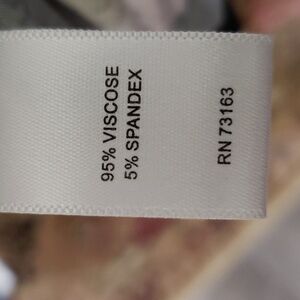 95% VISCOSE
5% SPANDEX
RN 73163